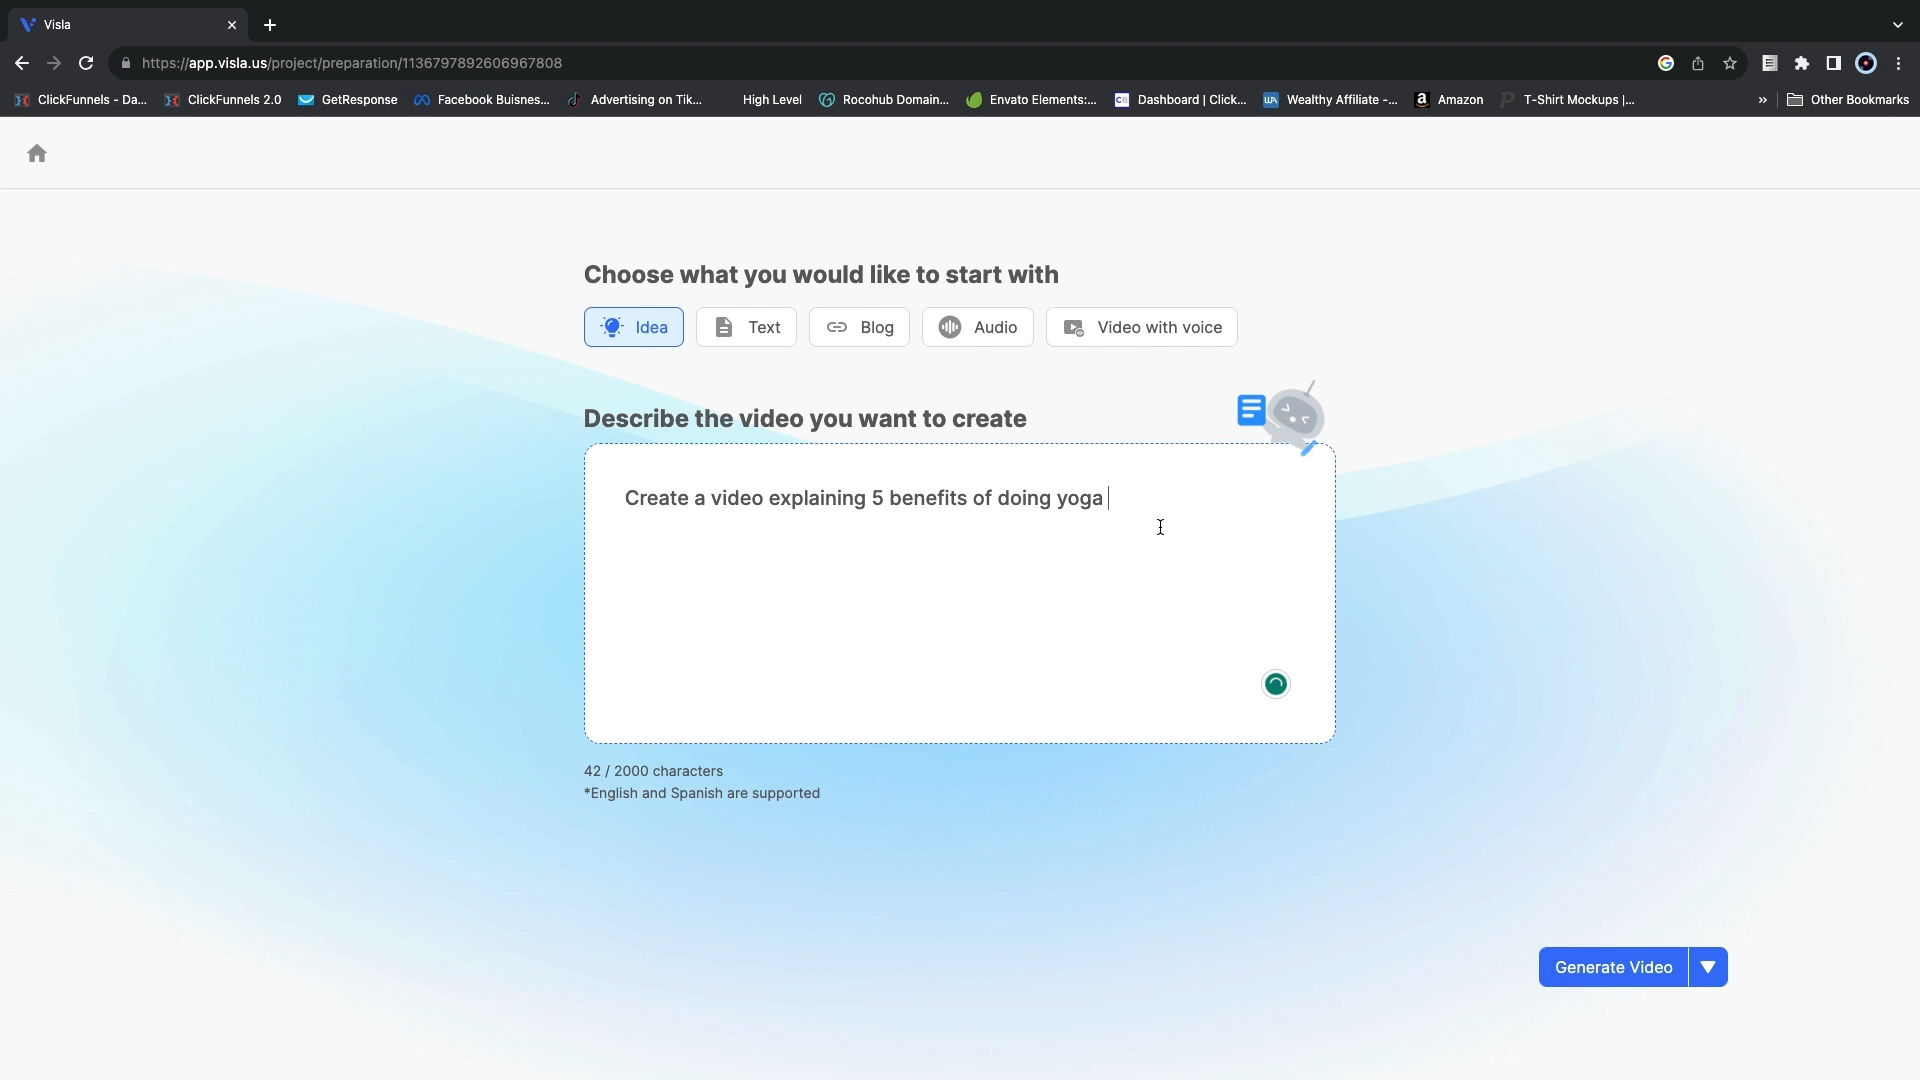 Visla
https://app.visla.us/project/preparation/1136797892606967808
ClickFunnels - Da...
ClickFunnels 2.0
GetResponse
Facebook Buisnes...
Advertising on Tik...
High Level
Rocohub Domain...
Envato Elements:...
CB
Dashboard | Click...
Wealthy Affiliate -...
Amazon
T-Shirt Mockups |...
»
Other Bookmarks
Choose what you would like to start with
Idea
Text
Blog
Audio
Video with voice
Describe the video you want to create
Create a video explaining 5 benefits of doing yoga
42 / 2000 characters
*English and Spanish are supported
Generate Video